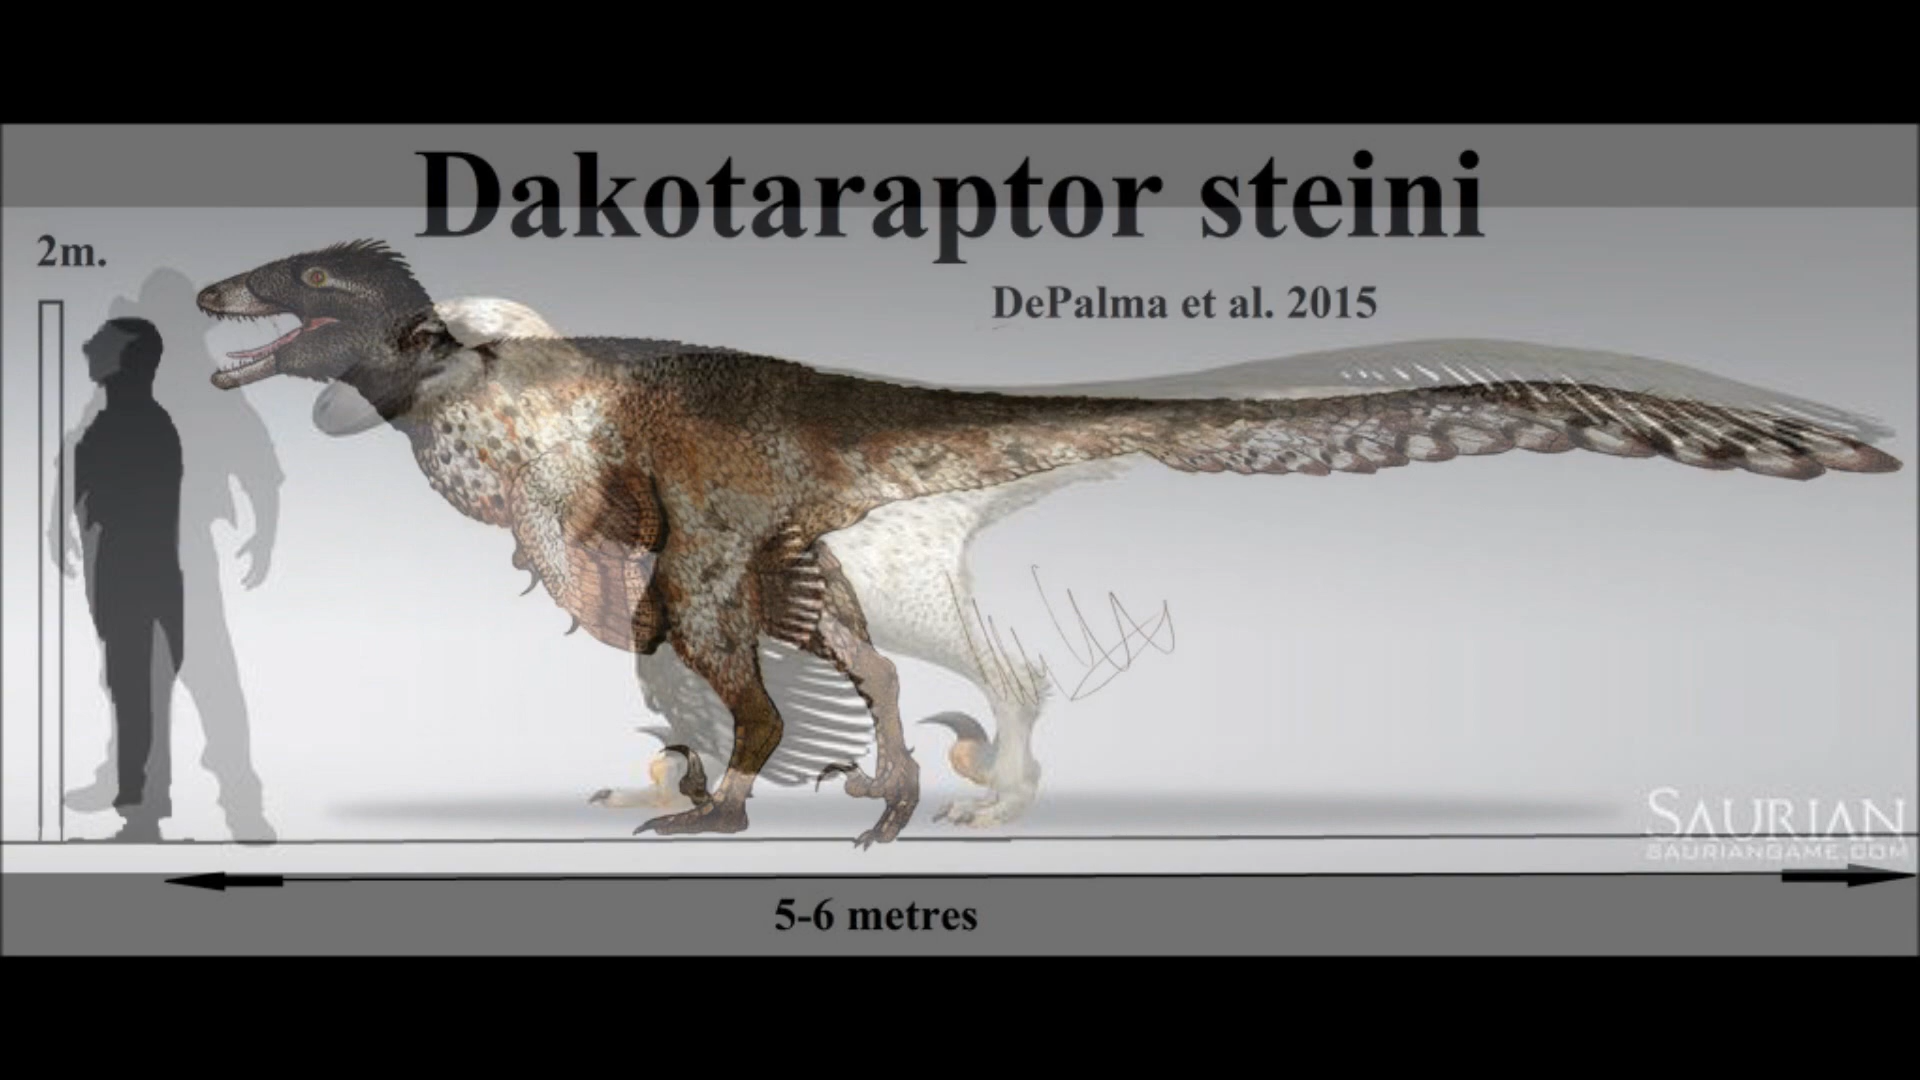 Dakotaraptor steini
2m.
DePalma et al. 2015
SAURIAN
SAURIANGAME.COM
5-6 metres